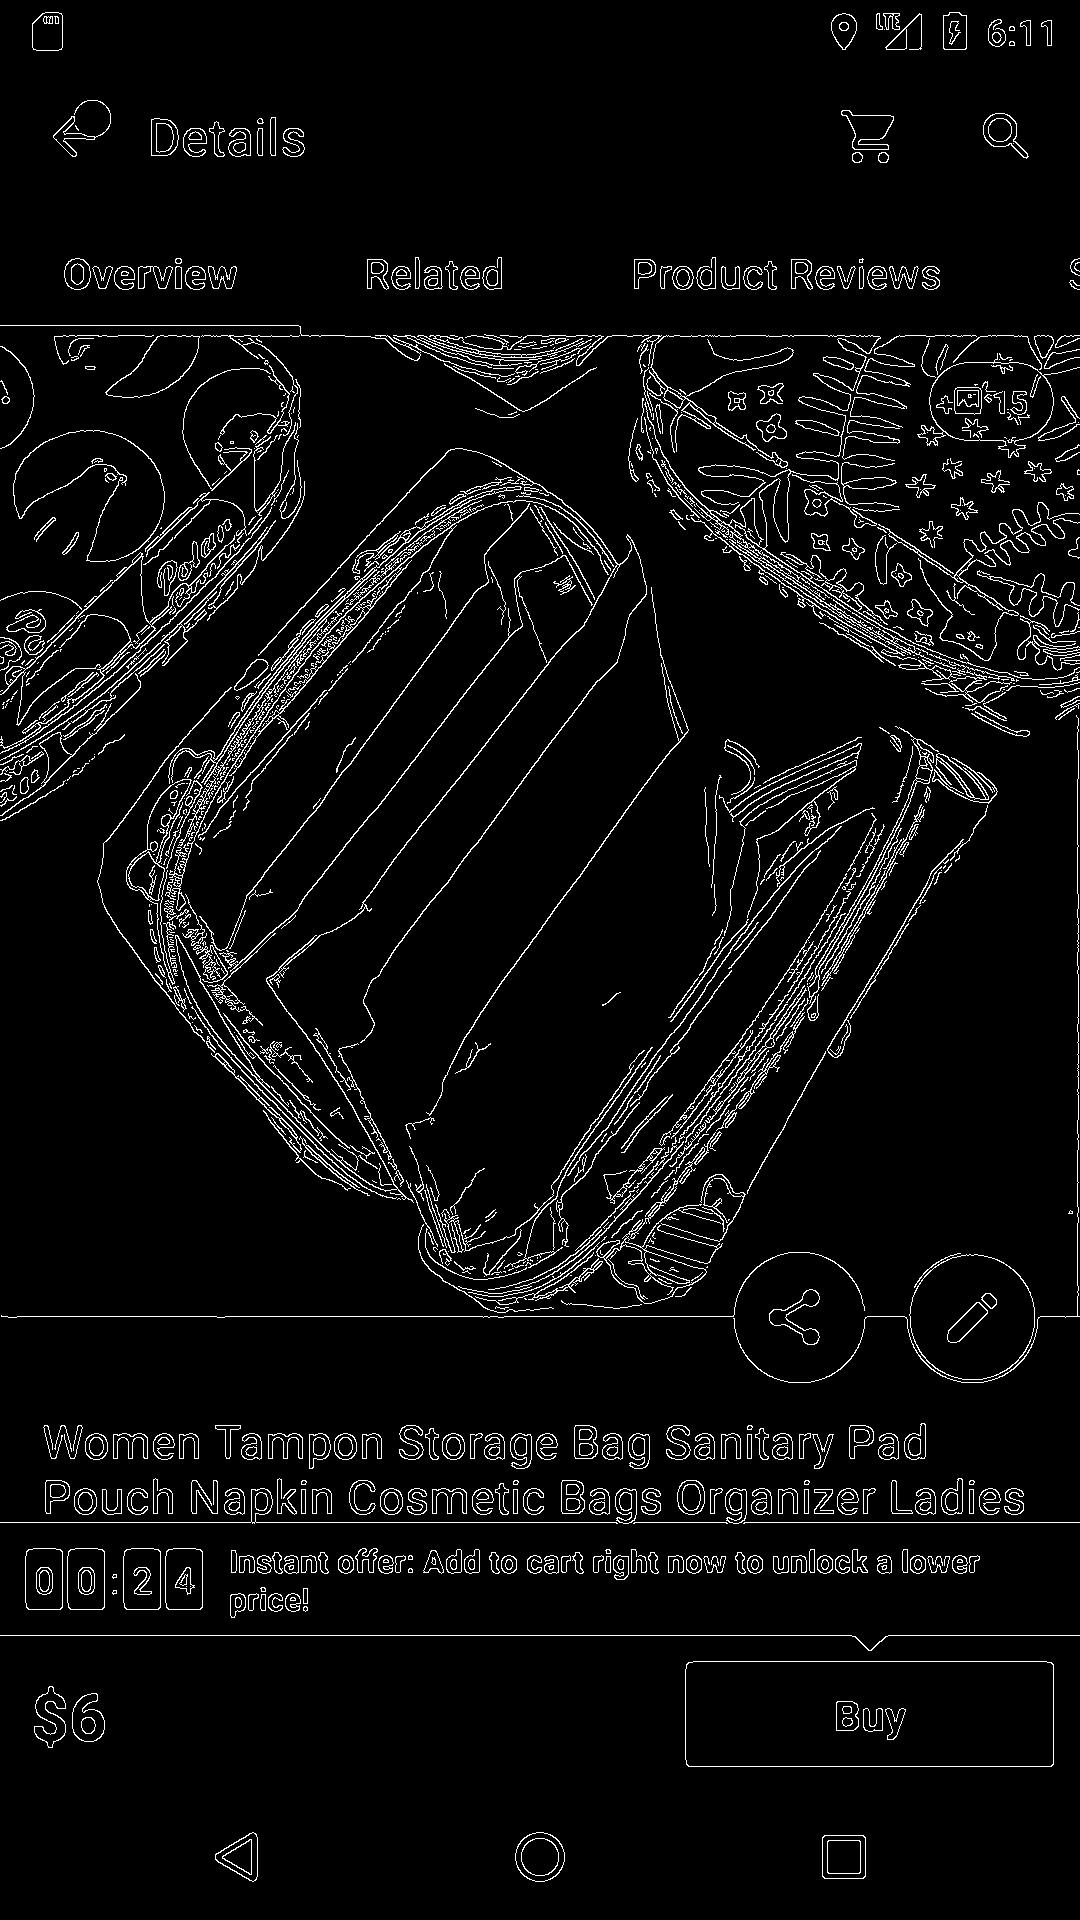 LTE 6:11
Details
Overview Related Product Reviews S
15
Women Tampon Storage Bag Sanitary Pad
Pouch Napkin Cosmetic Bags Organizer Ladies
00:24 Instant offer: Add to cart right now to unlock a lower
price!
$6
Buy